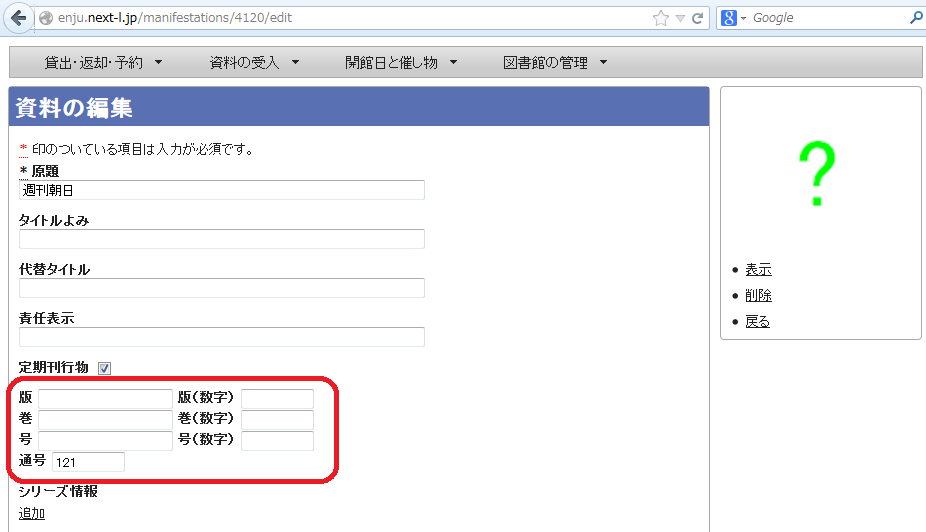 enju.next-l.jp/manifestations/4120/edit
Google
貸出・返却・予約 資料の受入 開館日と催し物 図書館の管理
資料の編集
* 印のついている項目は入力が必須です。
* 原題
週刊朝日
タイトルよみ
代替タイトル
責任表示
定期刊行物
版 版(数字)
巻 巻(数字)
号 号(数字)
通号 121
シリーズ情報
追加
?
表示
削除
戻る